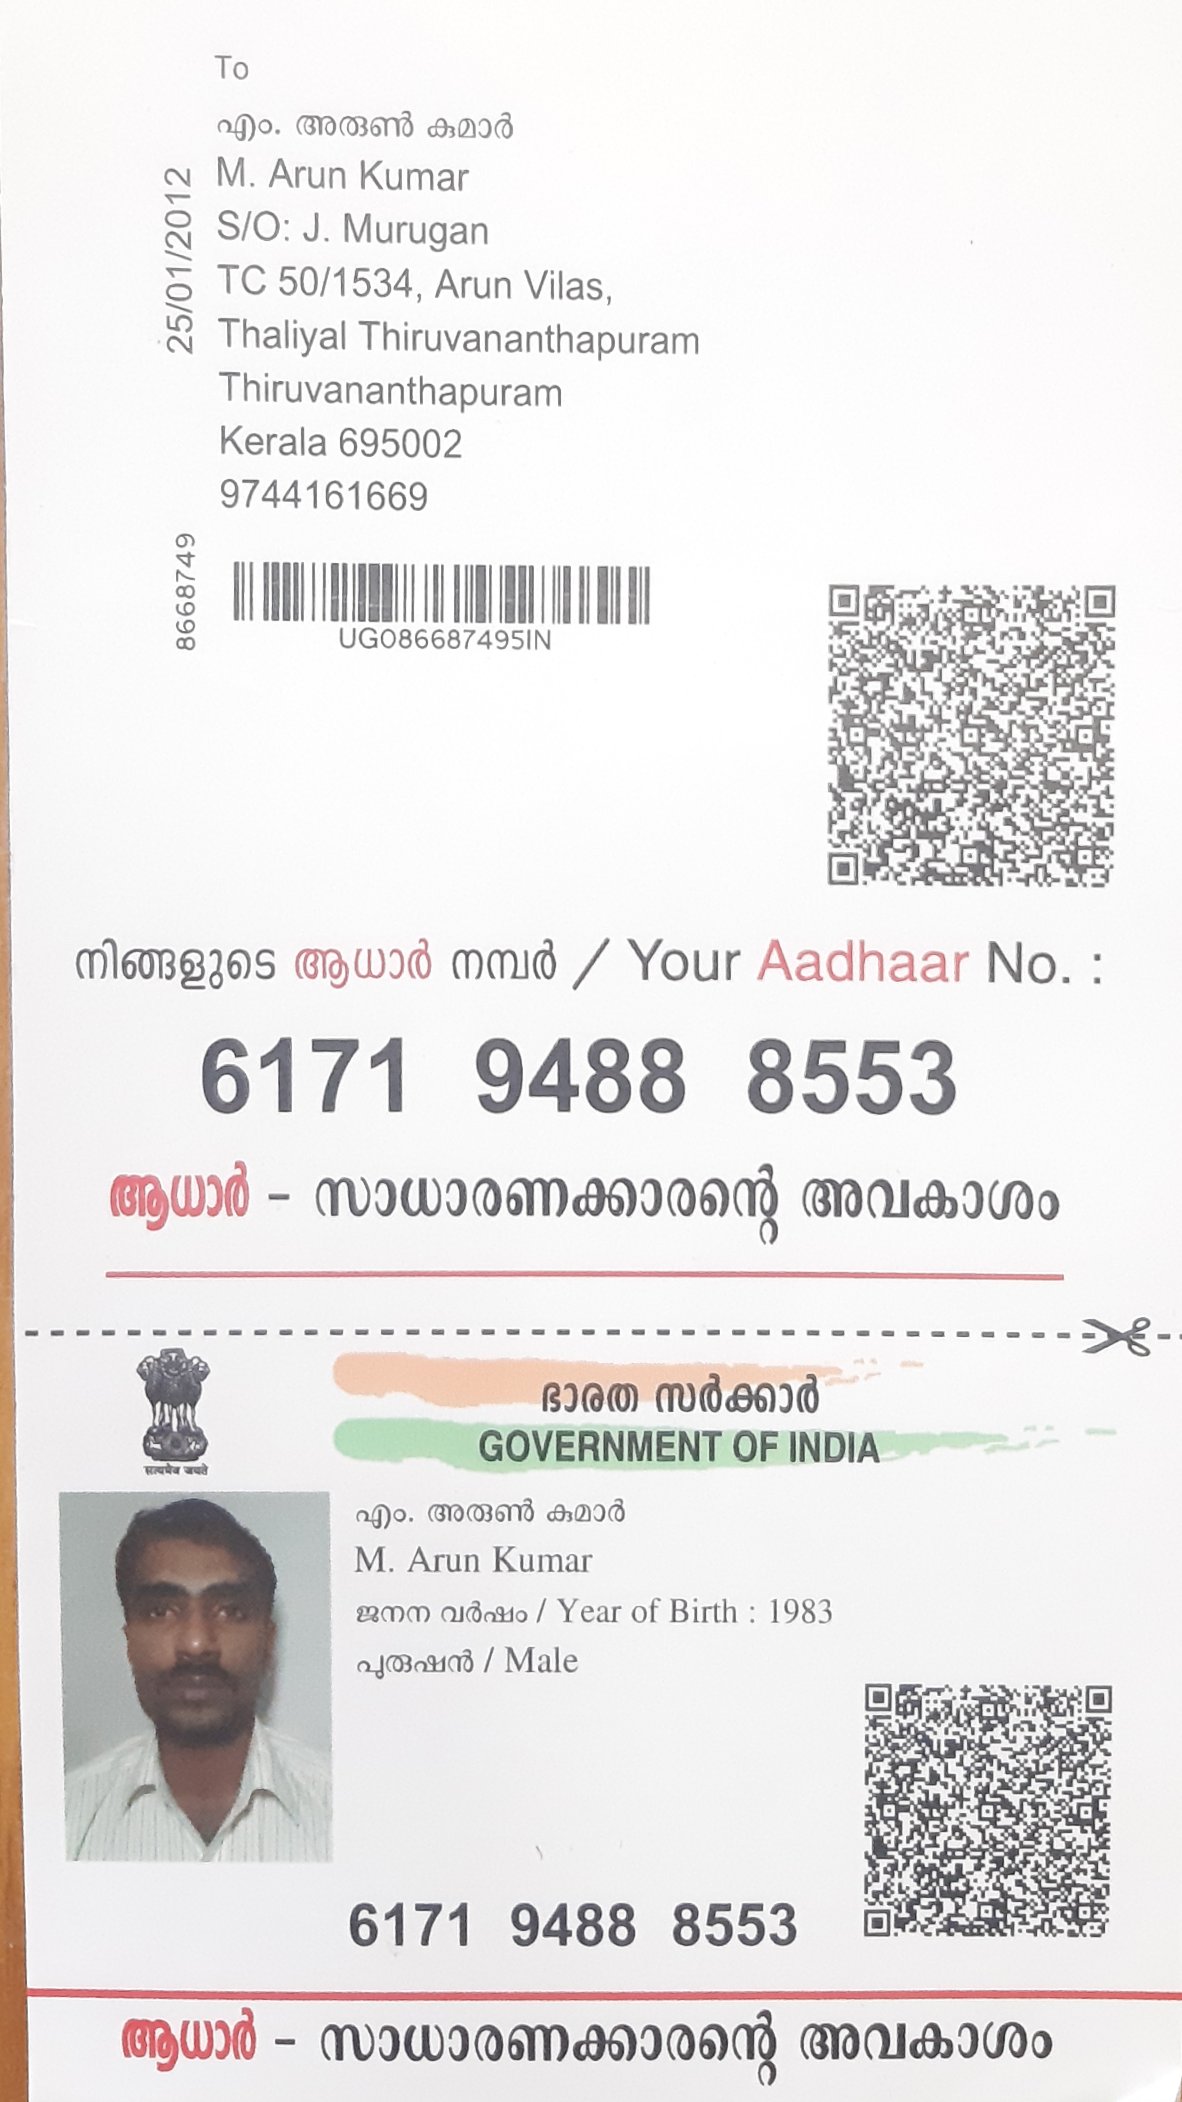 To
എം. അരുൺ കുമാർ
M. Arun Kumar
S/O: J. Murugan
TC 50/1534, Arun Vilas,
Thaliyal Thiruvananthapuram
Thiruvananthapuram
Kerala 695002
9744161669
25/01/2012
8668749
UG086687495IN
നിങ്ങളുടെ ആധാർ നമ്പർ / Your Aadhaar No. :
6171 9488 8553
ആധാർ - സാധാരണക്കാരന്റെ അവകാശം
ഭാരത സർക്കാർ
GOVERNMENT OF INDIA
सत्यमेव जयते
എം. അരുൺ കുമാർ
M. Arun Kumar
ജനന വർഷം / Year of Birth : 1983
പുരുഷൻ / Male
6171 9488 8553
ആധാർ - സാധാരണക്കാരന്റെ അവകാശം